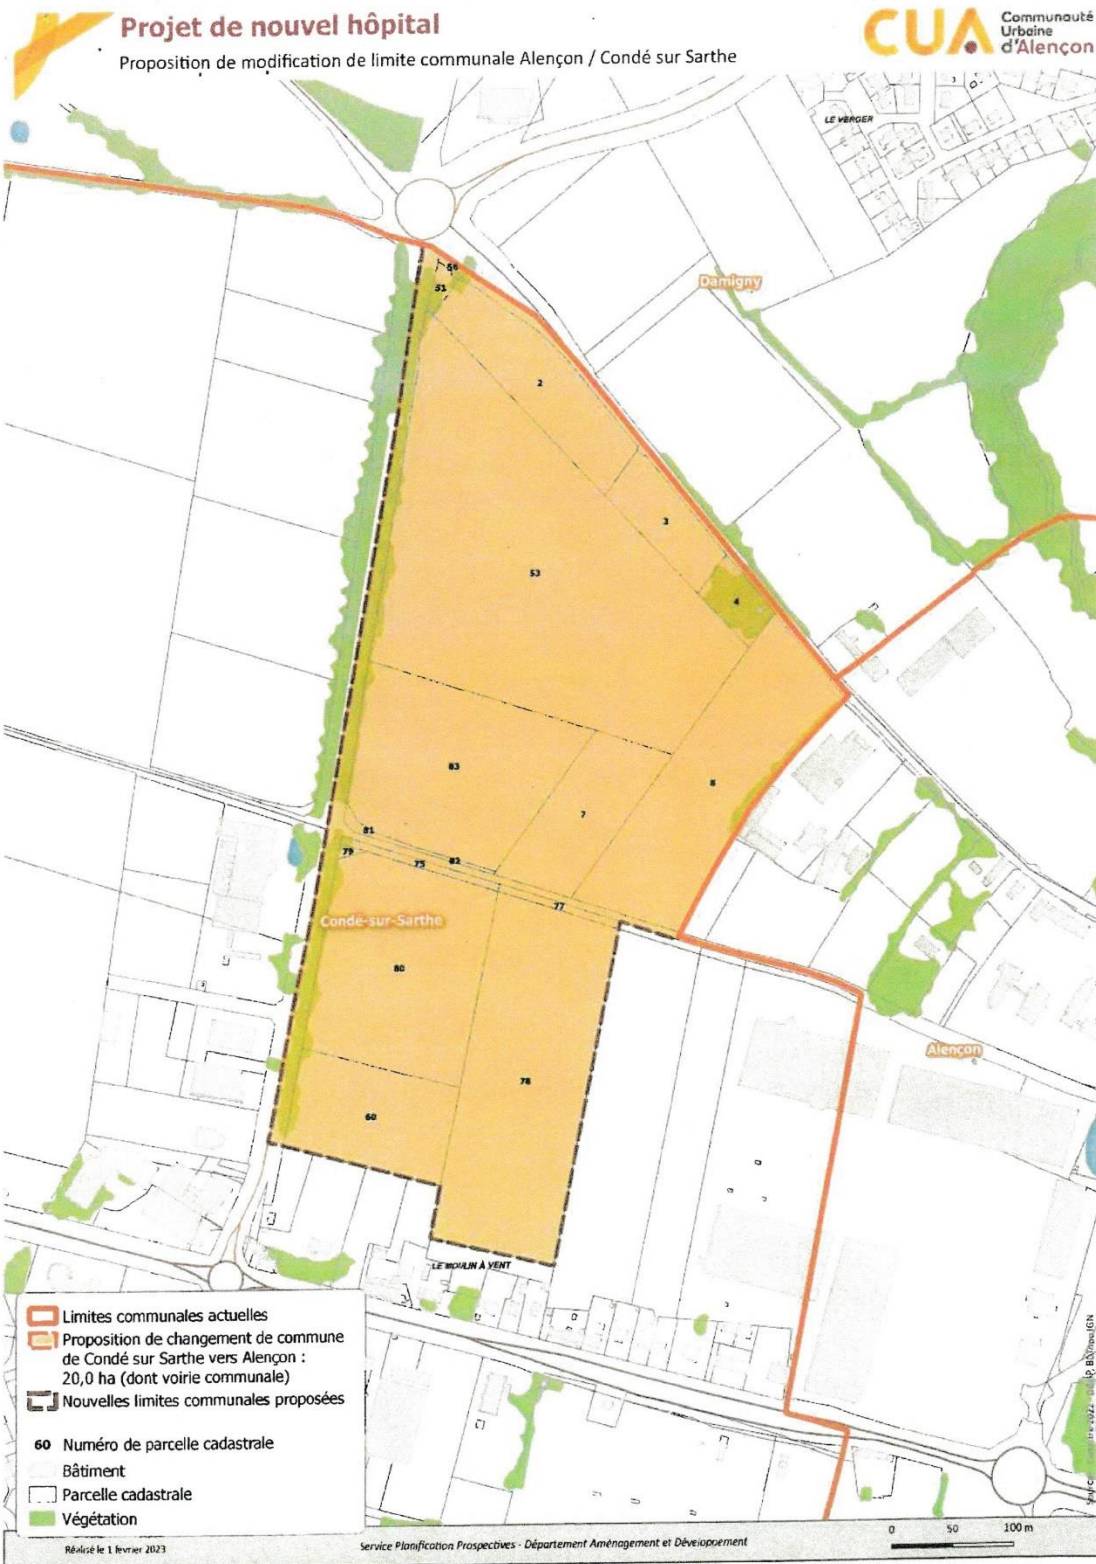 Projet de nouvel hôpital
Proposition de modification de limite communale Alençon / Condé sur Sarthe
CUA
Communauté
Urbaine
d'Alençon
LE VERGER
Damigny
56
51
2
3
53
4
83
7
81
79
75
82
77
Condé-sur-Sarthe
80
Alençon
78
60
LE MOULIN À VENT
Limites communales actuelles
Proposition de changement de commune
de Condé sur Sarthe vers Alençon :
20,0 ha (dont voirie communale)
Nouvelles limites communales proposées
60 Numéro de parcelle cadastrale
Bâtiment
Parcelle cadastrale
Végétation
Réalisé le 1 fevrier 2023
Service Planification Prospectives - Département Aménagement et Développement
0 50 100 m